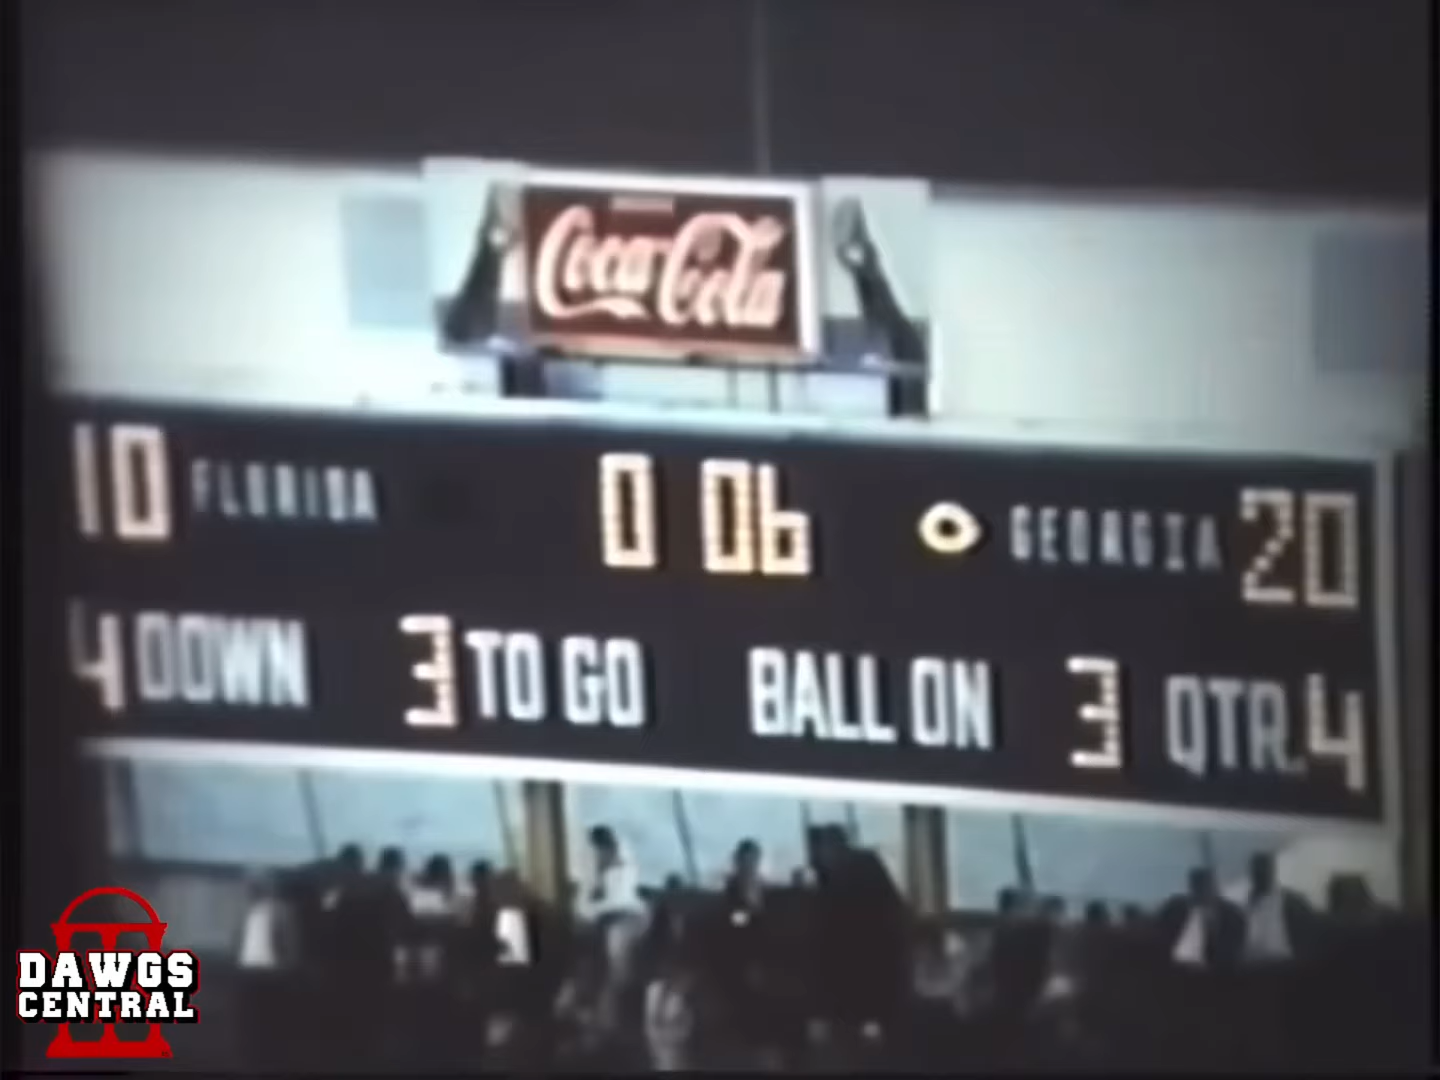 Coca-Cola
10 FLORIDA 0 06 GEORGIA 20
4 DOWN 3 TO GO BALL ON 3 QTR. 4
DAWGS
CENTRAL